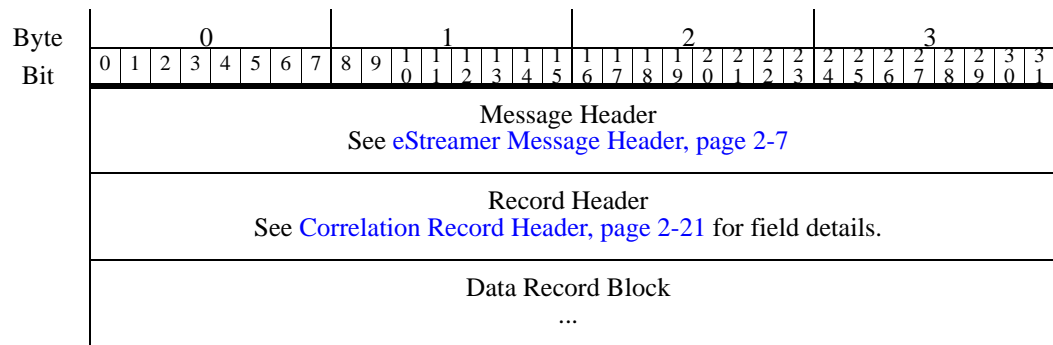 Byte 0 1 2 3
Bit 0 1 2 3 4 5 6 7 8 9 10 11 12 13 14 15 16 17 18 19 20 21 22 23 24 25 26 27 28 29 30 31
Message Header
See eStreamer Message Header, page 2-7
Record Header
See Correlation Record Header, page 2-21 for field details.
Data Record Block
...